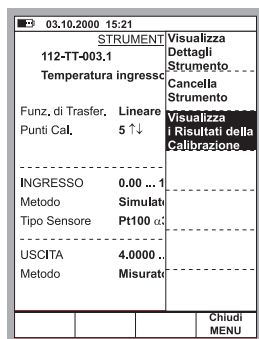 03.10.2000 15:21
STRUMENT
112-TT-003.1
Temperatura ingresso
Funz. di Trasfer. Lineare
Punti Cal. 5 ↑↓
INGRESSO 0.00 ... 1
Metodo Simulat
Tipo Sensore Pt100 α
USCITA 4.0000 ..
Metodo Misurat
Visualizza
Dettagli
Strumento
Cancella
Strumento
Visualizza
i Risultati della
Calibrazione
Chiudi
MENU